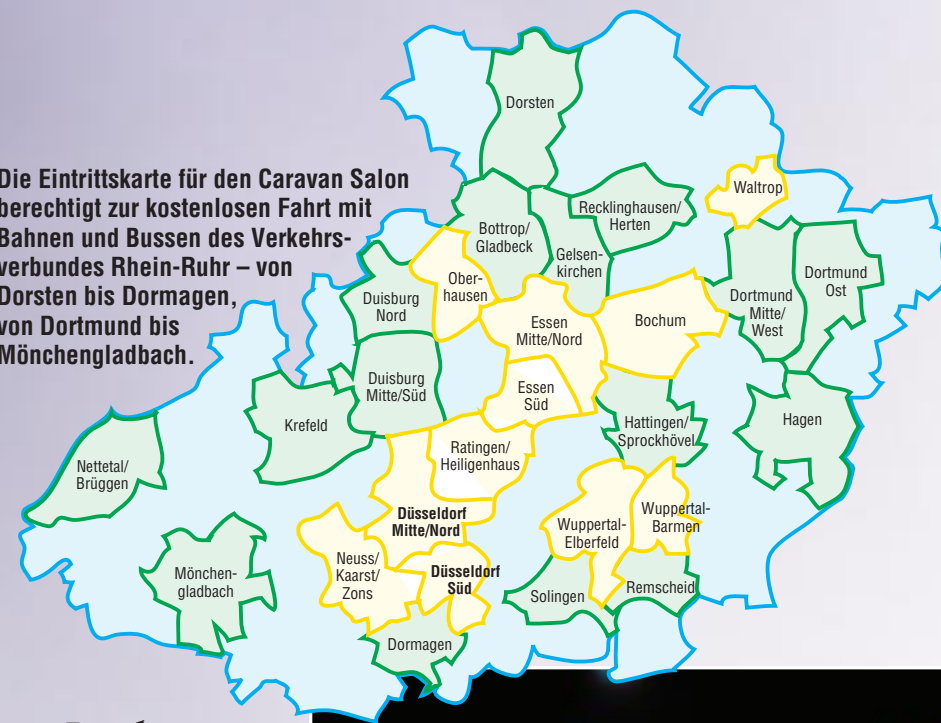 Die Eintrittskarte für den Caravan Salon
berechtigt zur kostenlosen Fahrt mit
Bahnen und Bussen des Verkehrs-
verbundes Rhein-Ruhr – von
Dorsten bis Dormagen,
von Dortmund bis
Mönchengladbach.
Dorsten
Waltrop
Recklinghausen/
Herten
Bottrop/
Gladbeck
Gelsen-
kirchen
Ober-
hausen
Duisburg
Nord
Dortmund
Mitte/
West
Dortmund
Ost
Essen
Mitte/Nord
Bochum
Duisburg
Mitte/Süd
Essen
Süd
Krefeld
Hattingen/
Sprockhövel
Hagen
Ratingen/
Heiligenhaus
Nettetal/
Brüggen
Düsseldorf
Mitte/Nord
Wuppertal-
Elberfeld
Wuppertal-
Barmen
Neuss/
Kaarst/
Zons
Düsseldorf
Süd
Mönchen-
gladbach
Solingen
Remscheid
Dormagen